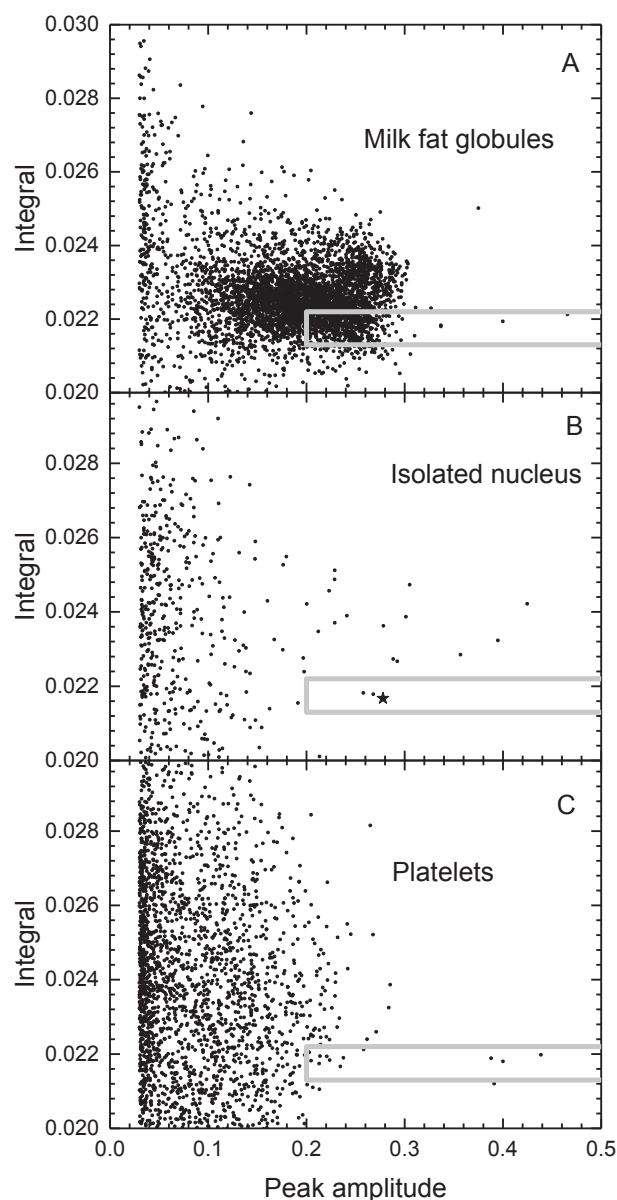 0.030
A
0.028
Milk fat globules
0.026
Integral
0.024
0.022
0.020
B
0.028
Isolated nucleus
0.026
Integral
0.024
0.022
0.020
C
0.028
Platelets
0.026
Integral
0.024
0.022
0.020
0.0 0.1 0.2 0.3 0.4 0.5
Peak amplitude